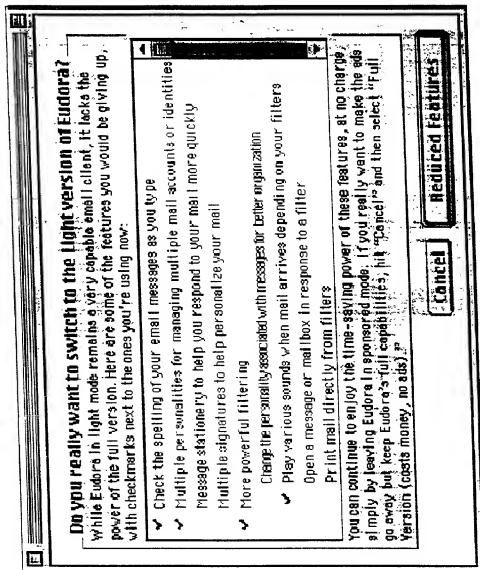 Do you really want to switch to the Light version of Eudora?
While Eudora in light mode remains a very capable email client, it lacks the
power of the full version. Here are some of the features you would be giving up,
with checkmarks next to the ones you're using now:
✓ Check the spelling of your email messages as you type
✓ Multiple personalities for managing multiple mail accounts or identities
Message stationery to help you respond to your mail more quickly
Multiple signatures to help personalize your mail
✓ More powerful filtering
Change the personality associated with messages for better organization
✓ Play various sounds when mail arrives depending on your filters
Open a message or mailbox in response to a filter
Print mail directly from filters
You can continue to enjoy the time-saving power of these features, at no charge,
simply by leaving Eudora in sponsored mode. If you really want to make the ads
go away but keep Eudora's full capabilities, hit "Cancel" and then select "Full
Version (costs money, no ads)."
Cancel
Reduced Features